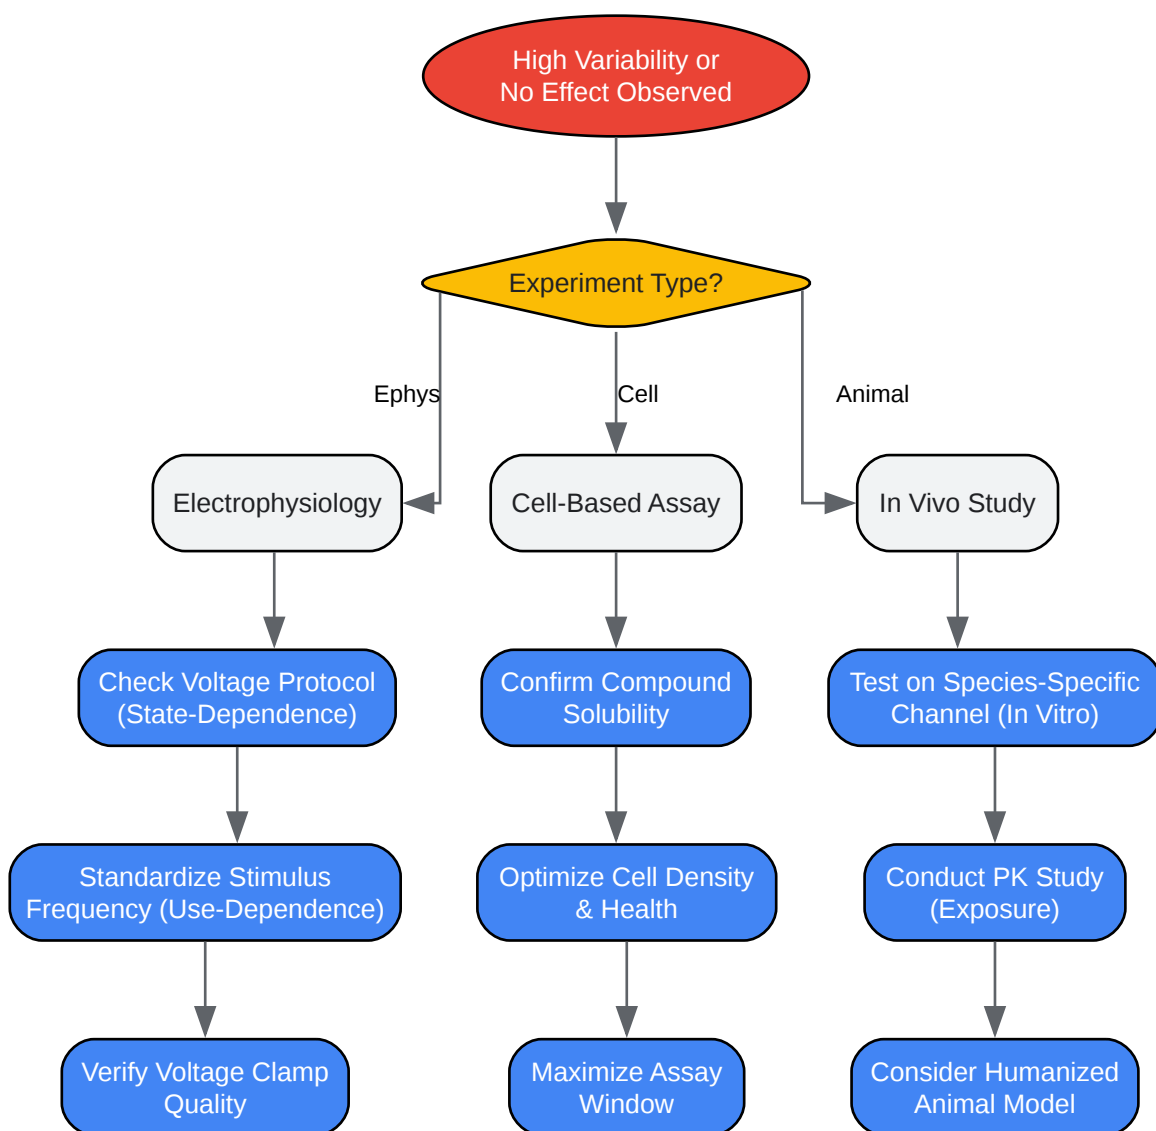 High Variability or
No Effect Observed
Experiment Type?
Ephys
Cell
Animal
Electrophysiology
Cell-Based Assay
In Vivo Study
Check Voltage Protocol
(State-Dependence)
Confirm Compound
Solubility
Test on Species-Specific
Channel (In Vitro)
Standardize Stimulus
Frequency (Use-Dependence)
Optimize Cell Density
& Health
Conduct PK Study
(Exposure)
Verify Voltage Clamp
Quality
Maximize Assay
Window
Consider Humanized
Animal Model